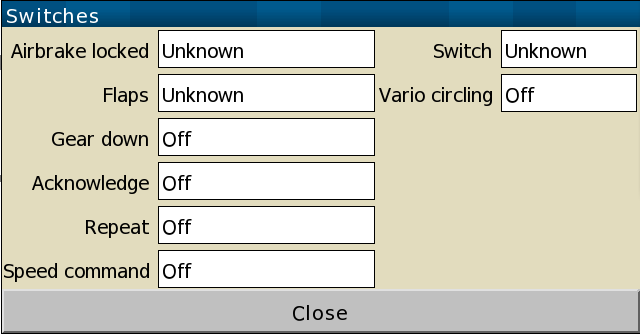 Switches
Airbrake locked Unknown Switch Unknown
Flaps Unknown Vario circling Off
Gear down Off
Acknowledge Off
Repeat Off
Speed command Off
Close